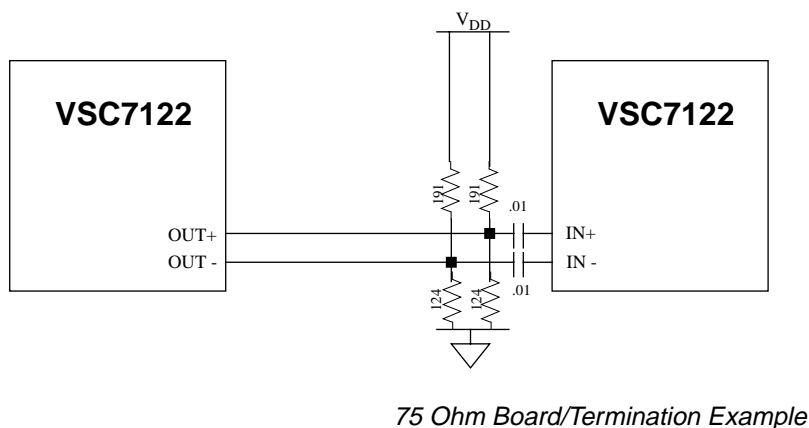 VDD
VSC7122
VSC7122
191
191
.01
OUT+
IN+
OUT -
IN -
124
124
.01
75 Ohm Board/Termination Example